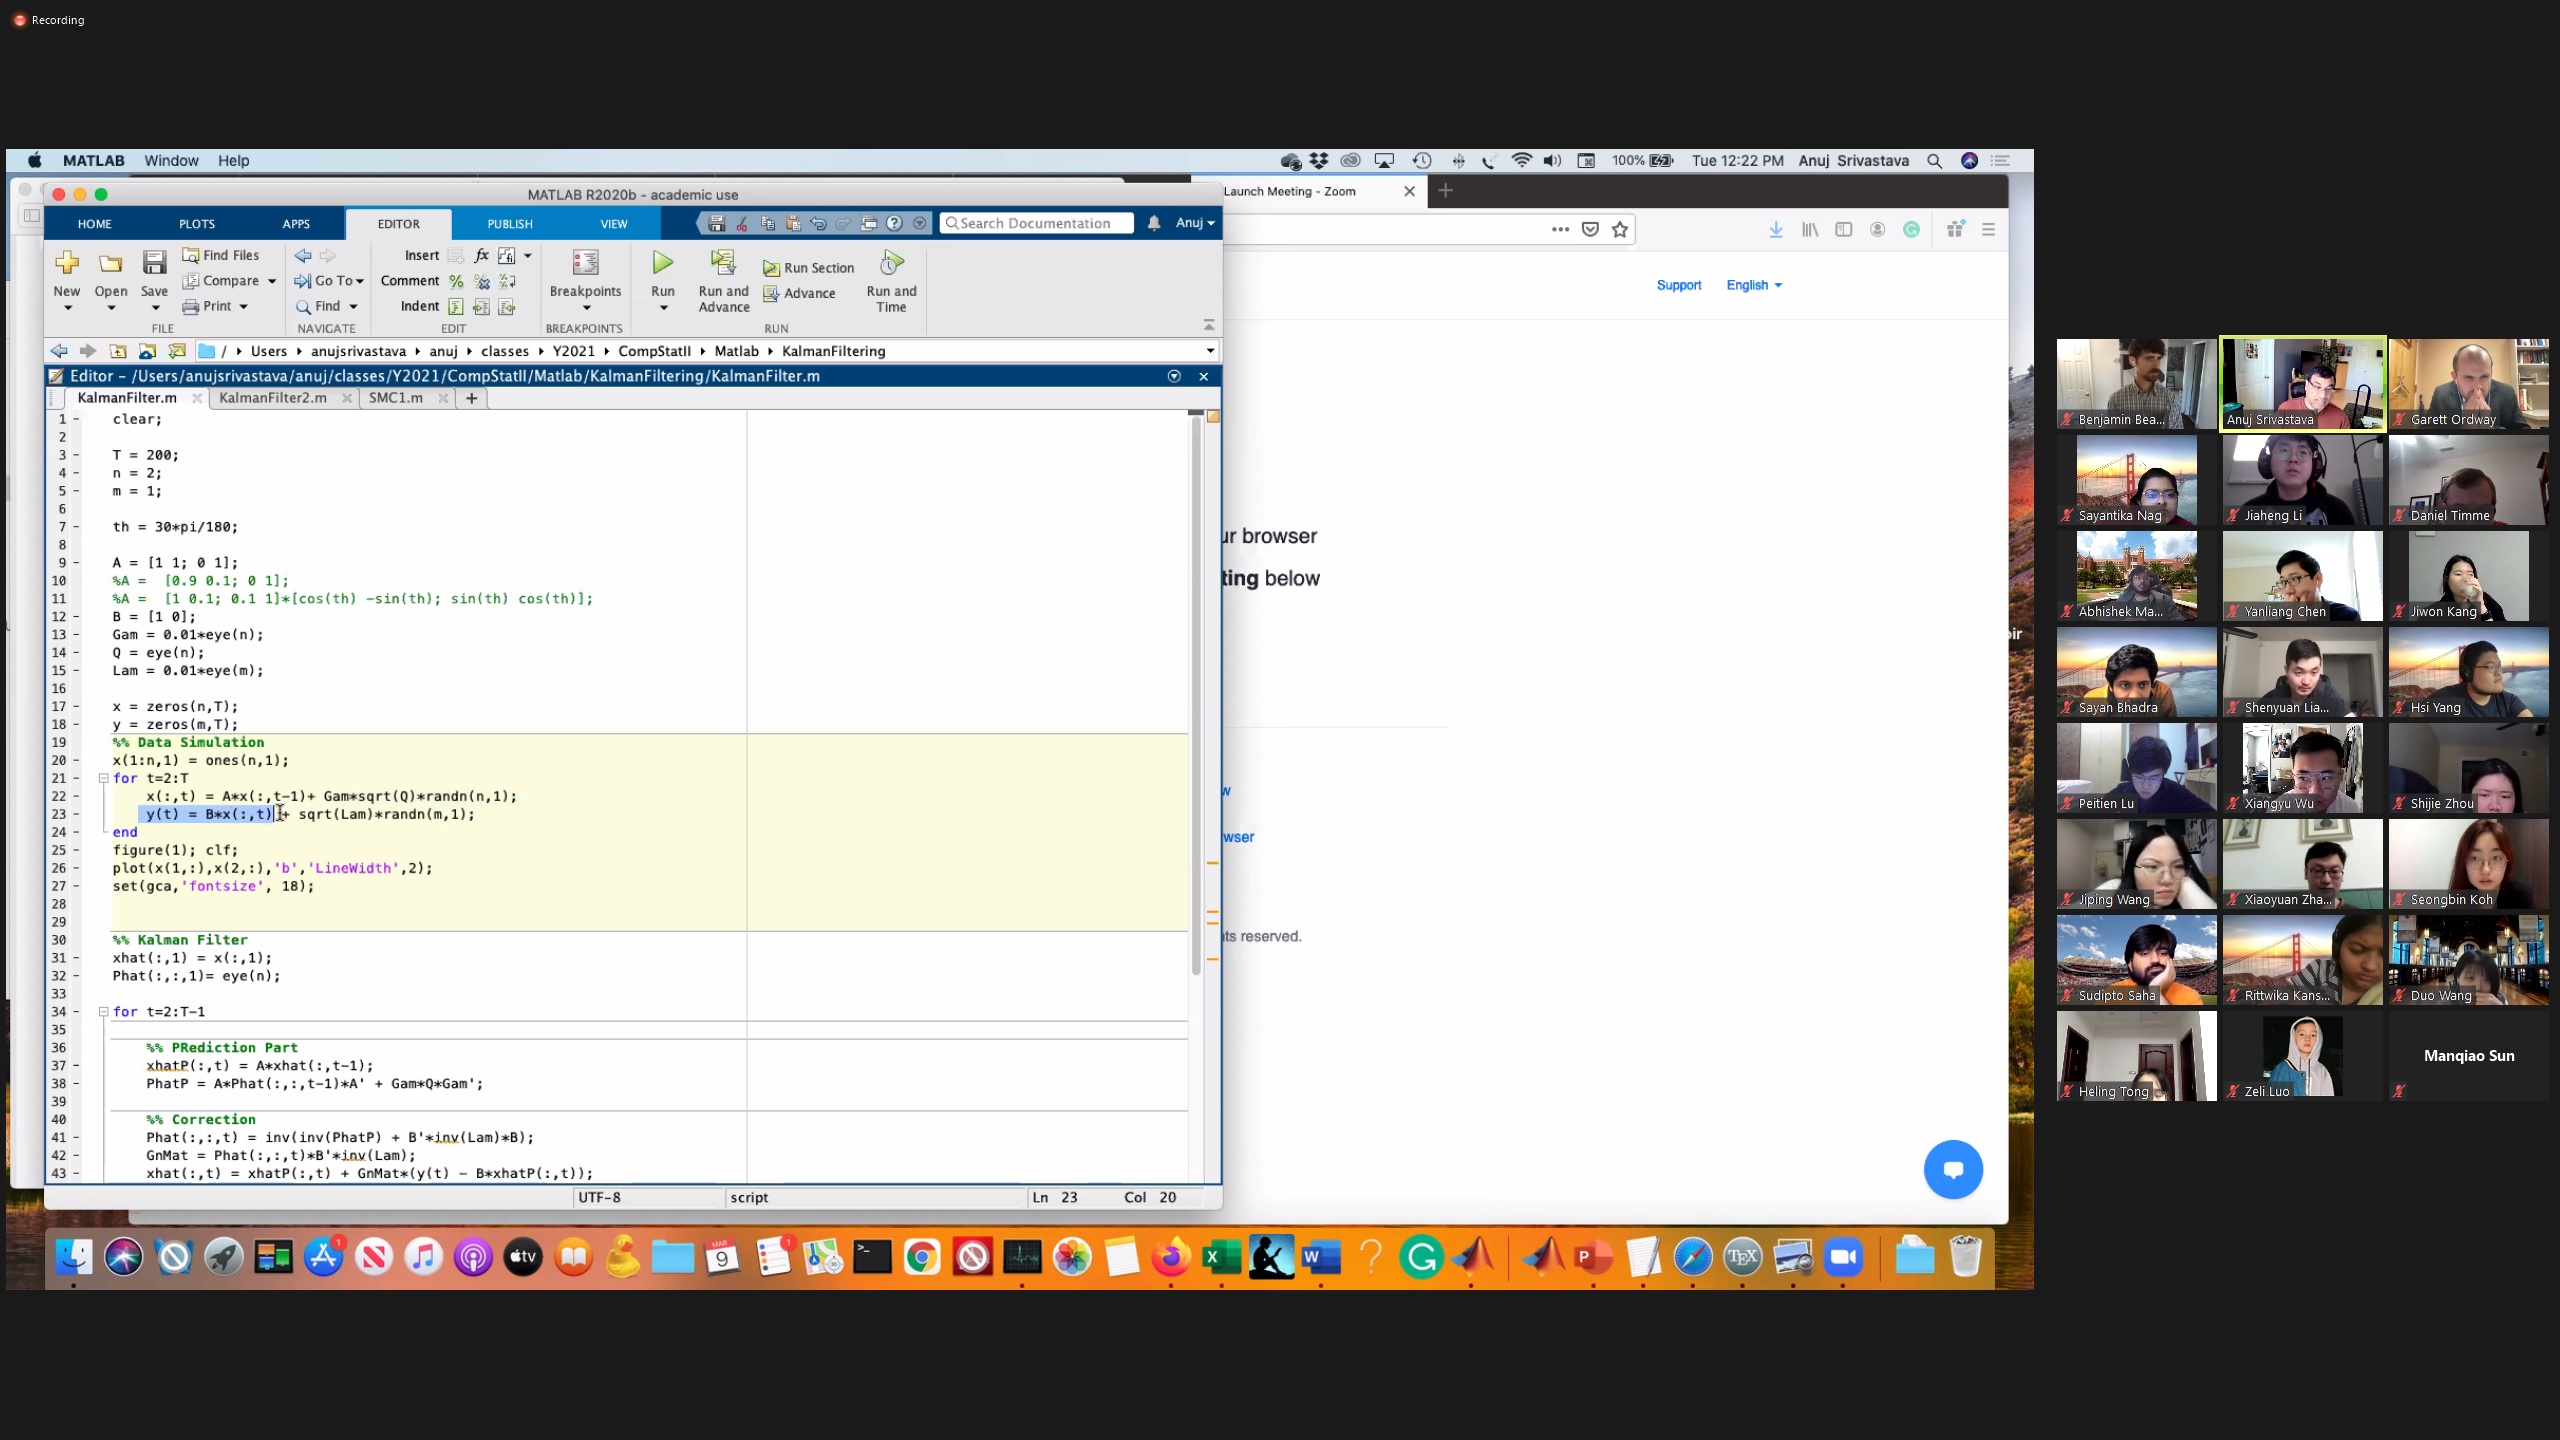 Recording
MATLAB Window Help
100% Tue 12:22 PM Anuj Srivastava
MATLAB R2020b - academic use
Launch Meeting - Zoom
HOME PLOTS APPS EDITOR PUBLISH VIEW
Search Documentation
Anuj
New Open Save
Find Files
Compare
Print
Go To
Find
Insert
Comment
Indent
Breakpoints
Run
Run and Advance
Run Section
Advance
Run and Time
FILE NAVIGATE EDIT BREAKPOINTS RUN
/ Users anujsrivastava anuj classes Y2021 CompStatII Matlab KalmanFiltering
Editor - /Users/anujsrivastava/anuj/classes/Y2021/CompStatII/Matlab/KalmanFiltering/KalmanFilter.m
KalmanFilter.m KalmanFilter2.m SMC1.m
1 - clear;
2
3 - T = 200;
4 - n = 2;
5 - m = 1;
6
7 - th = 30*pi/180;
8
9 - A = [1 1; 0 1];
10 %A = [0.9 0.1; 0 1];
11 %A = [1 0.1; 0.1 1]*[cos(th) -sin(th); sin(th) cos(th)];
12 - B = [1 0];
13 - Gam = 0.01*eye(n);
14 - Q = eye(n);
15 - Lam = 0.01*eye(m);
16
17 - x = zeros(n,T);
18 - y = zeros(m,T);
19 %% Data Simulation
20 - x(1:n,1) = ones(n,1);
21 - for t=2:T
22 - x(:,t) = A*x(:,t-1)+ Gam*sqrt(Q)*randn(n,1);
23 - y(t) = B*x(:,t) + sqrt(Lam)*randn(m,1);
24 - end
25 - figure(1); clf;
26 - plot(x(1,:),x(2,:),'b','LineWidth',2);
27 - set(gca,'fontsize', 18);
28
29
30 %% Kalman Filter
31 - xhat(:,1) = x(:,1);
32 - Phat(:,:,1)= eye(n);
33
34 - for t=2:T-1
35
36 %% PRediction Part
37 - xhatP(:,t) = A*xhat(:,t-1);
38 - PhatP = A*Phat(:,:,t-1)*A' + Gam*Q*Gam';
39
40 %% Correction
41 - Phat(:,:,t) = inv(inv(PhatP) + B'*inv(Lam)*B);
42 - GnMat = Phat(:,:,t)*B'*inv(Lam);
43 - xhat(:,t) = xhatP(:,t) + GnMat*(y(t) - B*xhatP(:,t));
UTF-8 script Ln 23 Col 20
Support English
ur browser
ting below
w
wser
ts reserved.
Benjamin Bea... Anuj Srivastava Garett Ordway
Sayantika Nag Jiaheng Li Daniel Timme
Abhishek Ma... Yanliang Chen Jiwon Kang
Sayan Bhadra Shenyuan Lia... Hsi Yang
Peitien Lu Xiangyu Wu Shijie Zhou
Jiping Wang Xiaoyuan Zha... Seongbin Koh
Sudipto Saha Rittwika Kans... Duo Wang
Heling Tong Zeli Luo Manqiao Sun
tv
MAR
9
TEX